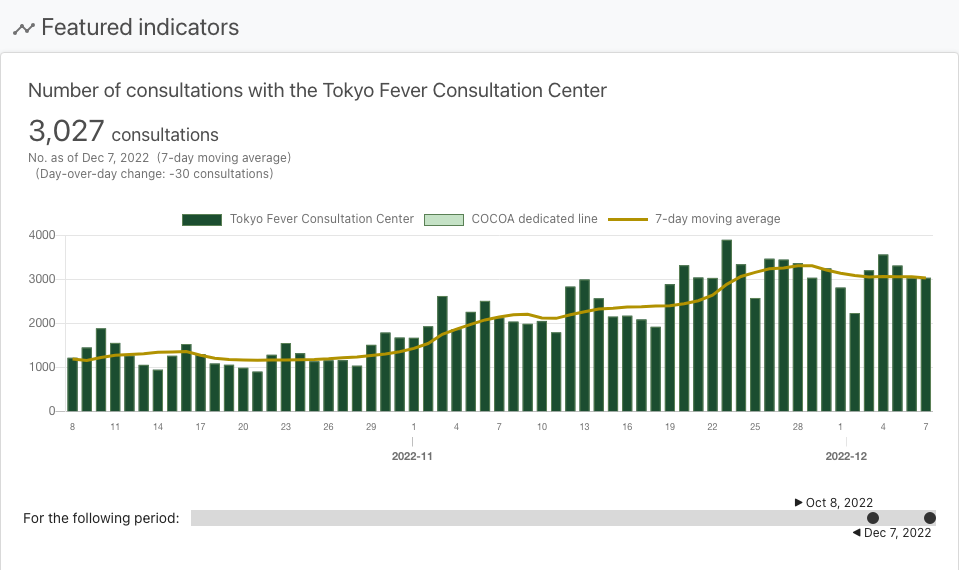 Featured indicators
Number of consultations with the Tokyo Fever Consultation Center
3,027 consultations
No. as of Dec 7, 2022 (7-day moving average)
(Day-over-day change: -30 consultations)
Tokyo Fever Consultation Center COCOA dedicated line 7-day moving average
4000
3000
2000
1000
0
8 11 14 17 20 23 26 29 1 4 7 10 13 16 19 22 25 28 1 4 7
2022-11 2022-12
▶ Oct 8, 2022
For the following period:
◀ Dec 7, 2022